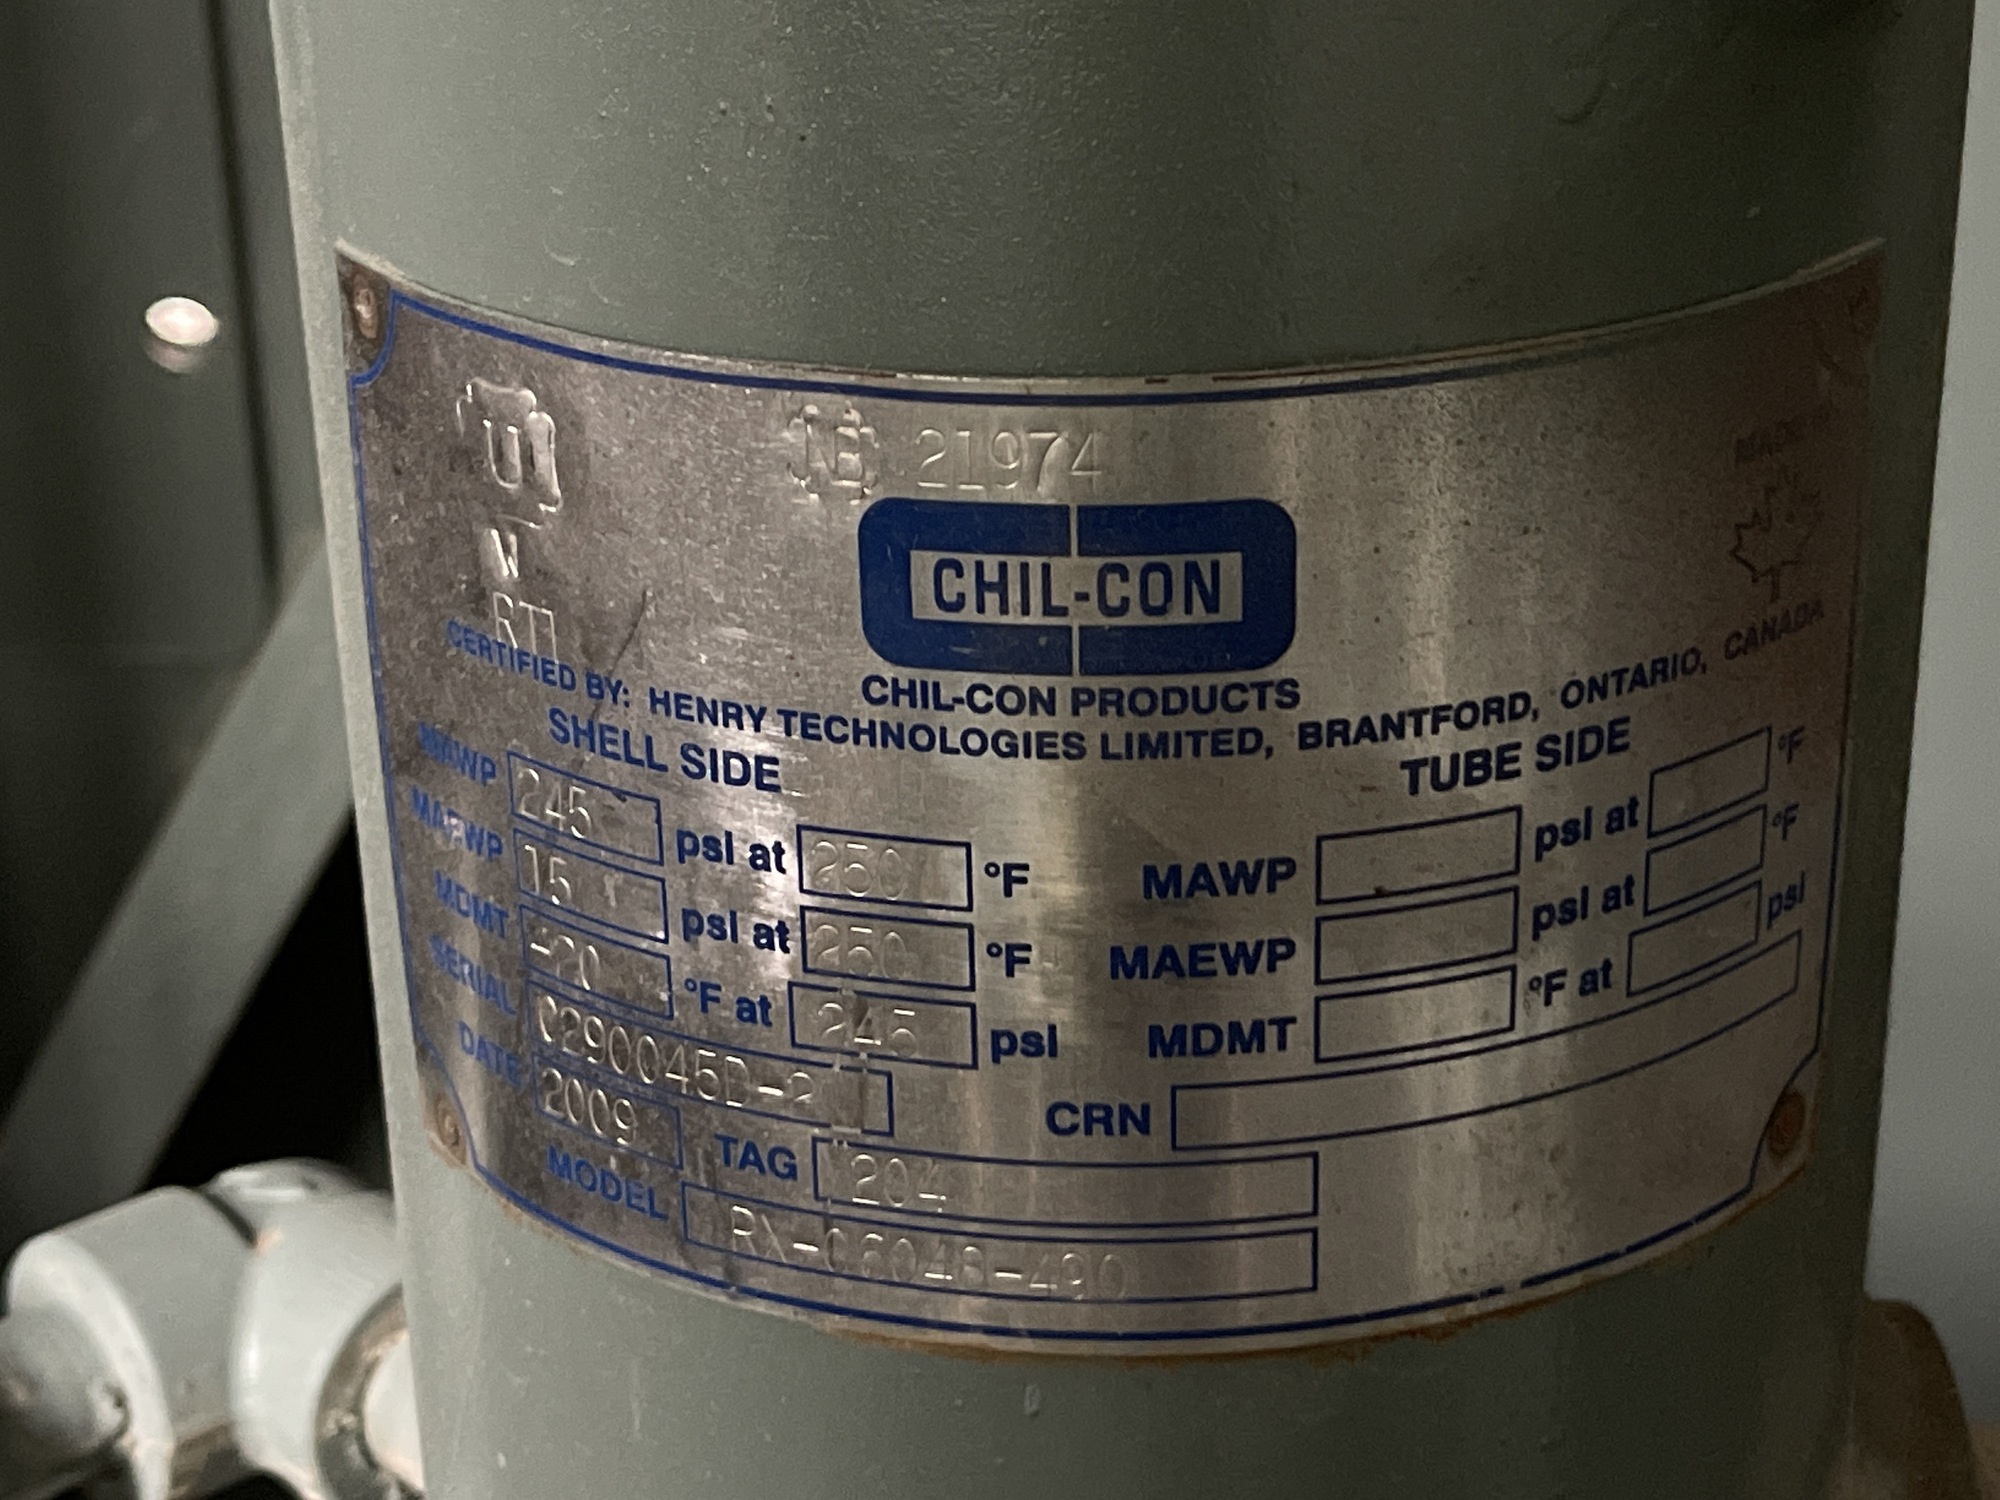 MADE IN
U
NB 21974
W
RT1
CHIL-CON
CHIL-CON PRODUCTS
CERTIFIED BY: HENRY TECHNOLOGIES LIMITED, BRANTFORD, ONTARIO, CANADA
SHELL SIDE
MAWP 245 psi at 250 °F
MAEWP 15 psi at 250 °F
MDMT -20 °F at 245 psi
SERIAL
DATE 2009 TAG 204
MODEL
TUBE SIDE
MAWP psi at °F
MAEWP psi at °F
MDMT °F at psi
CRN